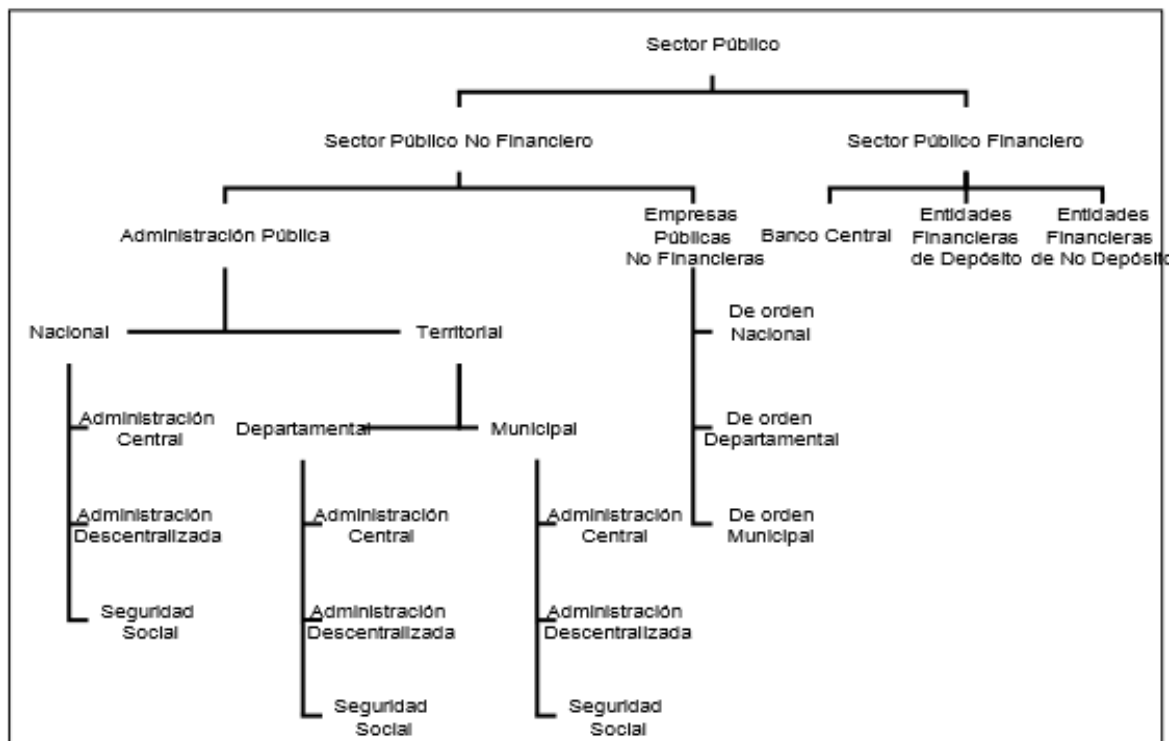 Sector Público
Sector Público No Financiero
Sector Público Financiero
Administración Pública
Empresas
Públicas
No Financieras
Banco Central
Entidades
Financieras
de Depósito
Entidades
Financieras
de No Depósito
Nacional
Territorial
De orden
Nacional
Administración
Central
Departamental
Municipal
De orden
Departamental
Administración
Descentralizada
Administración
Central
Administración
Central
De orden
Municipal
Seguridad
Social
Administración
Descentralizada
Administración
Descentralizada
Seguridad
Social
Seguridad
Social